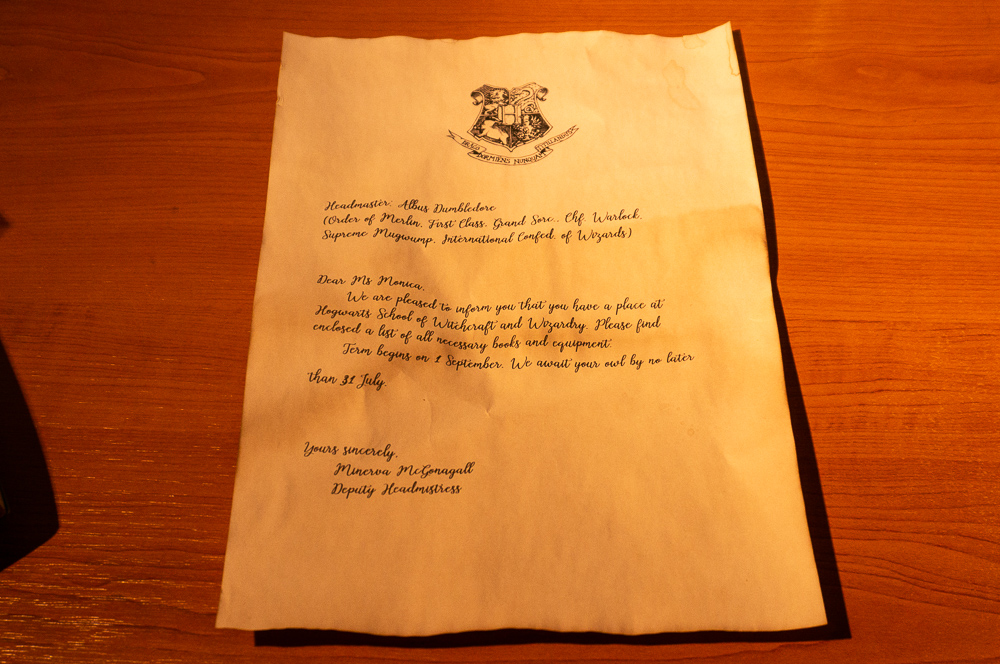 DRACO DORMIENS NUNQUAM TITILLANDUS
Headmaster: Albus Dumbledore
(Order of Merlin, First Class, Grand Sorc., Chf. Warlock,
Supreme Mugwump, International Confed. of Wizards)
Dear Ms Monica,
We are pleased to inform you that you have a place at
Hogwarts School of Witchcraft and Wizardry. Please find
enclosed a list of all necessary books and equipment.
Term begins on 1 September. We await your owl by no later
than 31 July.
Yours sincerely,
Minerva McGonagall
Deputy Headmistress